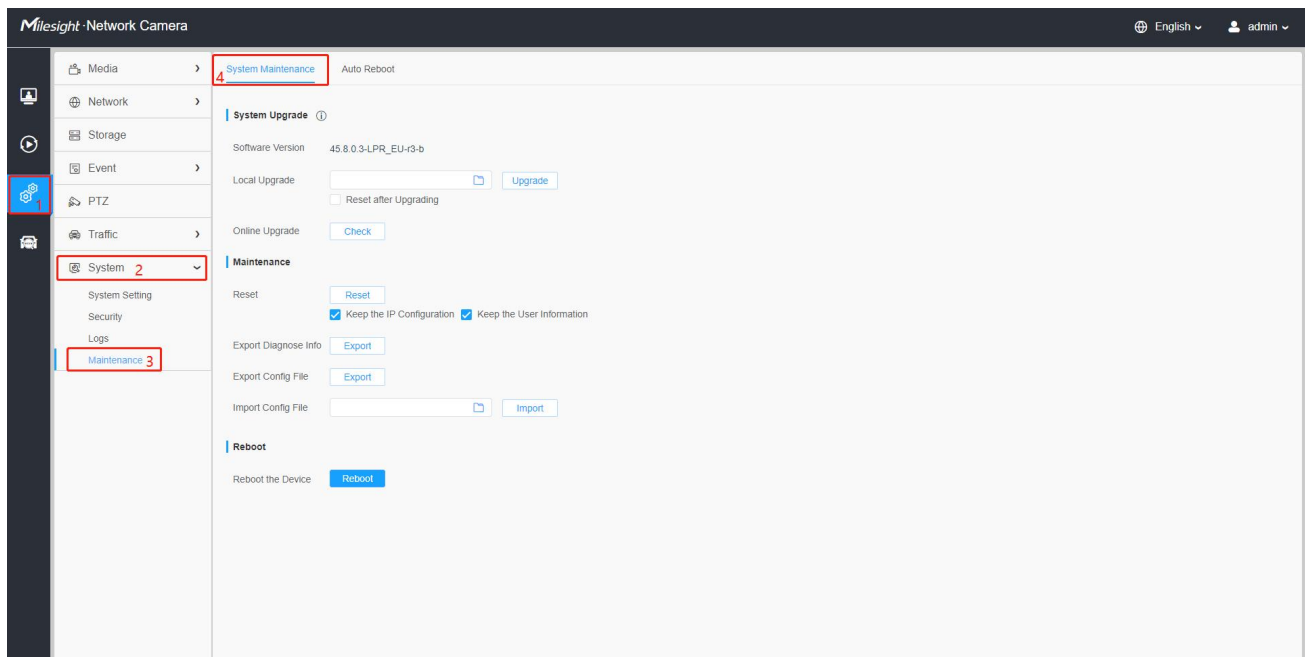 Milesight · Network Camera
English
admin
Media
Network
Storage
Event
1
PTZ
Traffic
System 2
System Setting
Security
Logs
Maintenance 3
4 System Maintenance
Auto Reboot
System Upgrade
Software Version 45.8.0.3-LPR_EU-r3-b
Local Upgrade Upgrade
Reset after Upgrading
Online Upgrade Check
Maintenance
Reset Reset
Keep the IP Configuration Keep the User Information
Export Diagnose Info Export
Export Config File Export
Import Config File Import
Reboot
Reboot the Device Reboot